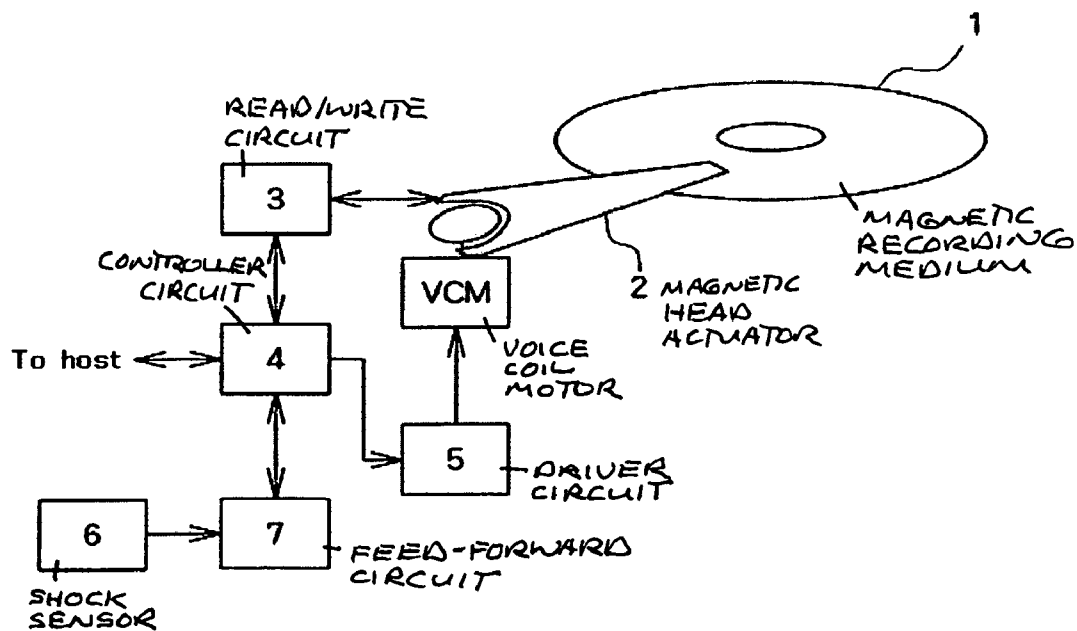 1
READ/WRITE
CIRCUIT
3
MAGNETIC
RECORDING
MEDIUM
CONTROLLER
CIRCUIT
VCM
2 MAGNETIC
HEAD
ACTUATOR
To host
4
VOICE
COIL
MOTOR
5
DRIVER
CIRCUIT
6
7
FEED-FORWARD
CIRCUIT
SHOCK
SENSOR